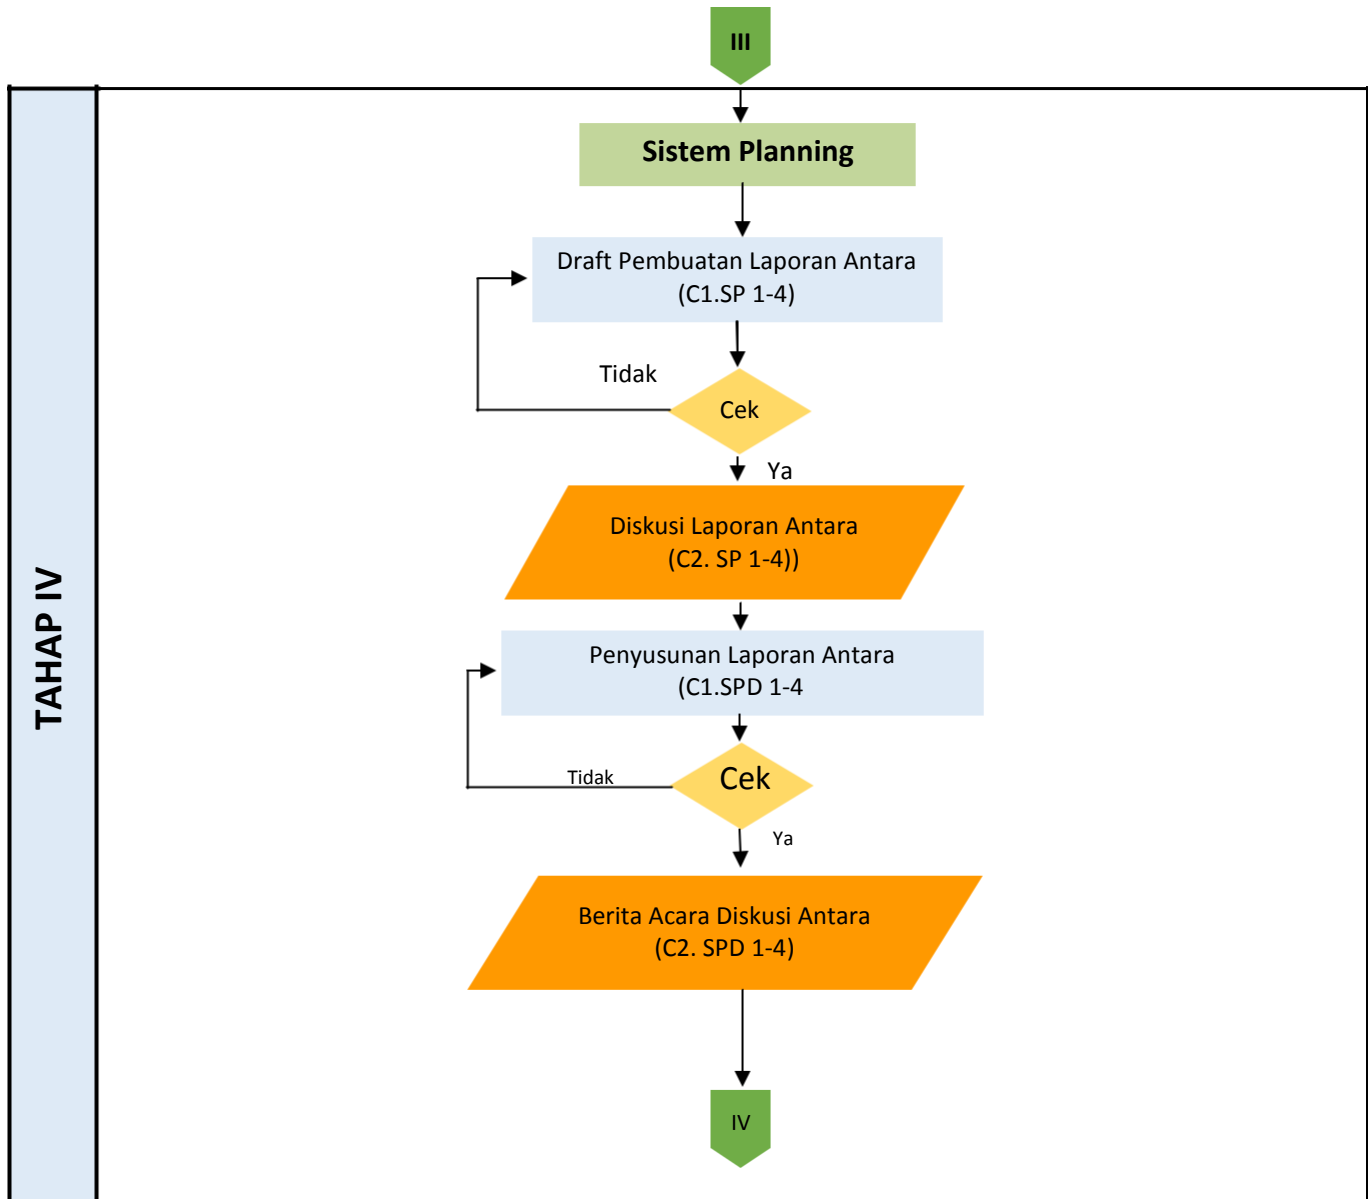 III
Sistem Planning
Draft Pembuatan Laporan Antara
(C1.SP 1-4)
Tidak
Cek
Ya
Diskusi Laporan Antara
(C2. SP 1-4))
TAHAP IV
Penyusunan Laporan Antara
(C1.SPD 1-4
Tidak
Cek
Ya
Berita Acara Diskusi Antara
(C2. SPD 1-4)
IV